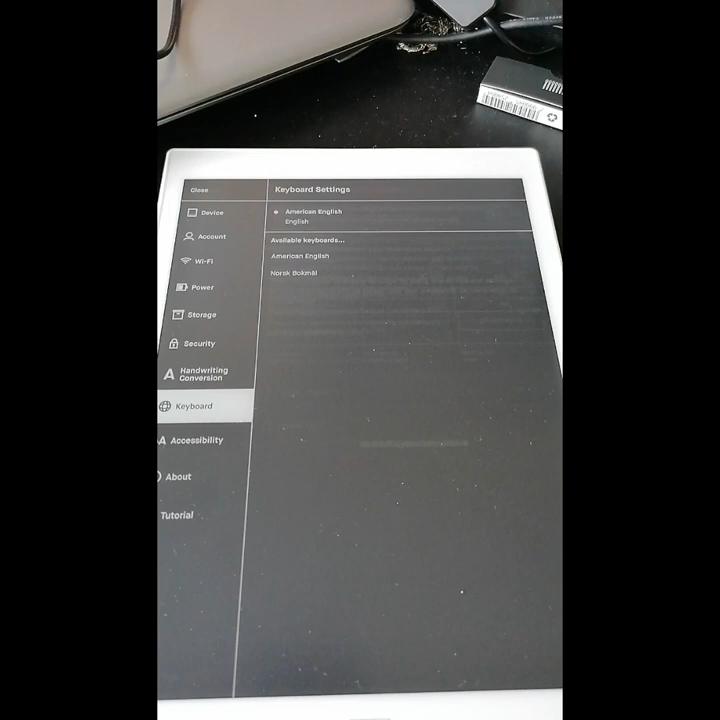 Close
Keyboard Settings
Device
Account
Wi-Fi
Power
Storage
Security
Handwriting
Conversion
Keyboard
Accessibility
About
Tutorial
American English
English
Available keyboards...
American English
Norsk Bokmål